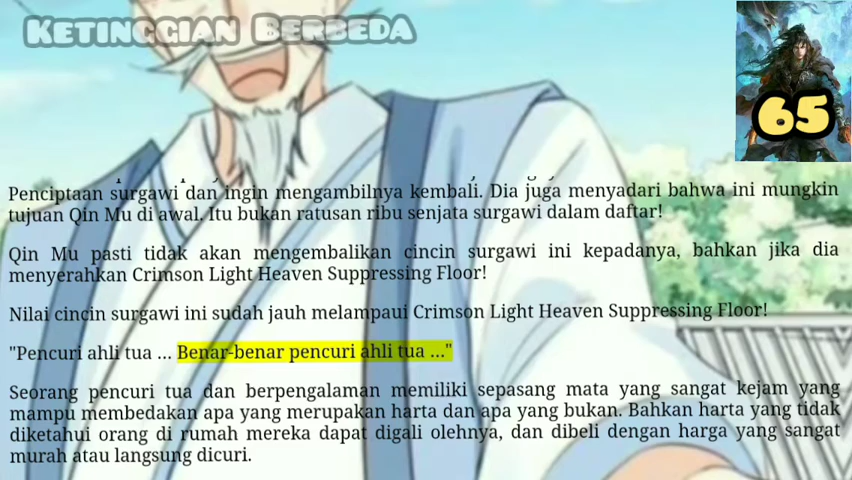 KETINGGIAN BERBEDA
65
Penciptaan surgawi dan ingin mengambilnya kembali. Dia juga menyadari bahwa ini mungkin
tujuan Qin Mu di awal. Itu bukan ratusan ribu senjata surgawi dalam daftar!
Qin Mu pasti tidak akan mengembalikan cincin surgawi ini kepadanya, bahkan jika dia
menyerahkan Crimson Light Heaven Suppressing Floor!
Nilai cincin surgawi ini sudah jauh melampaui Crimson Light Heaven Suppressing Floor!
"Pencuri ahli tua ... Benar-benar pencuri ahli tua ..."
Seorang pencuri tua dan berpengalaman memiliki sepasang mata yang sangat kejam yang
mampu membedakan apa yang merupakan harta dan apa yang bukan. Bahkan harta yang tidak
diketahui orang di rumah mereka dapat digali olehnya, dan dibeli dengan harga yang sangat
murah atau langsung dicuri.